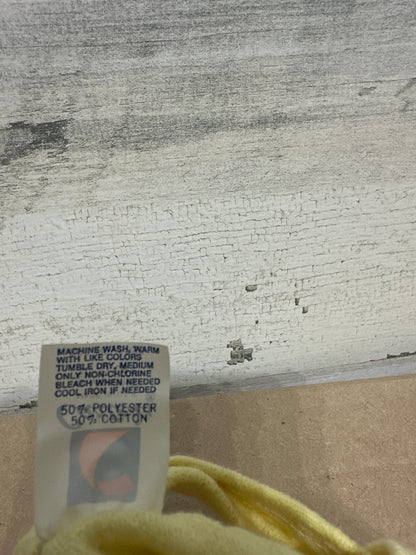 MACHINE WASH, WARM
WITH LIKE COLORS
TUMBLE DRY, MEDIUM
ONLY NON-CHLORINE
BLEACH WHEN NEEDED
COOL IRON IF NEEDED
50% POLYESTER
50% COTTON